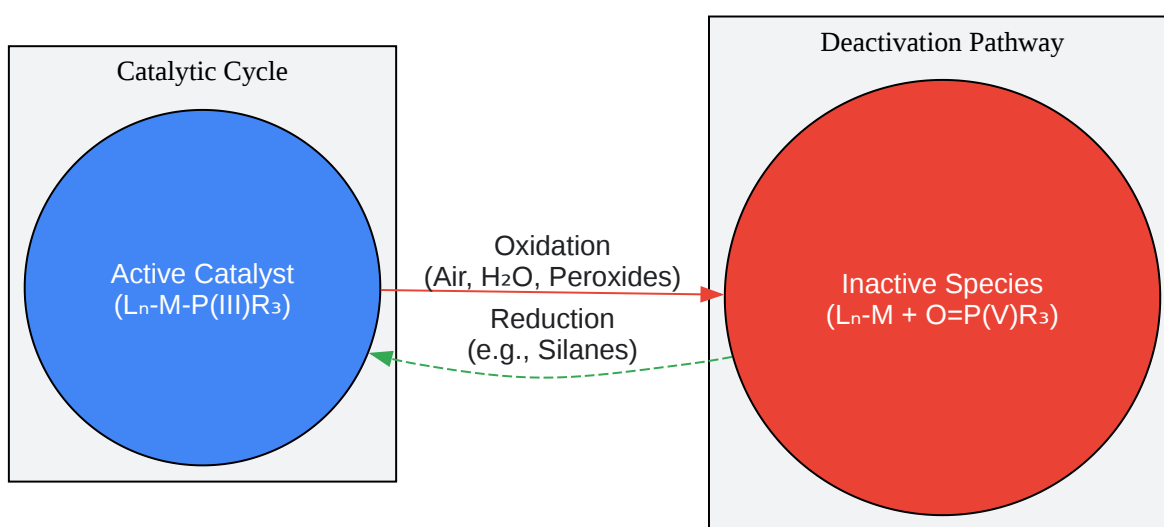 Catalytic Cycle
Active Catalyst
(Lₙ-M-P(III)R₃)
Oxidation
(Air, H₂O, Peroxides)
Reduction
(e.g., Silanes)
Deactivation Pathway
Inactive Species
(Lₙ-M + O=P(V)R₃)